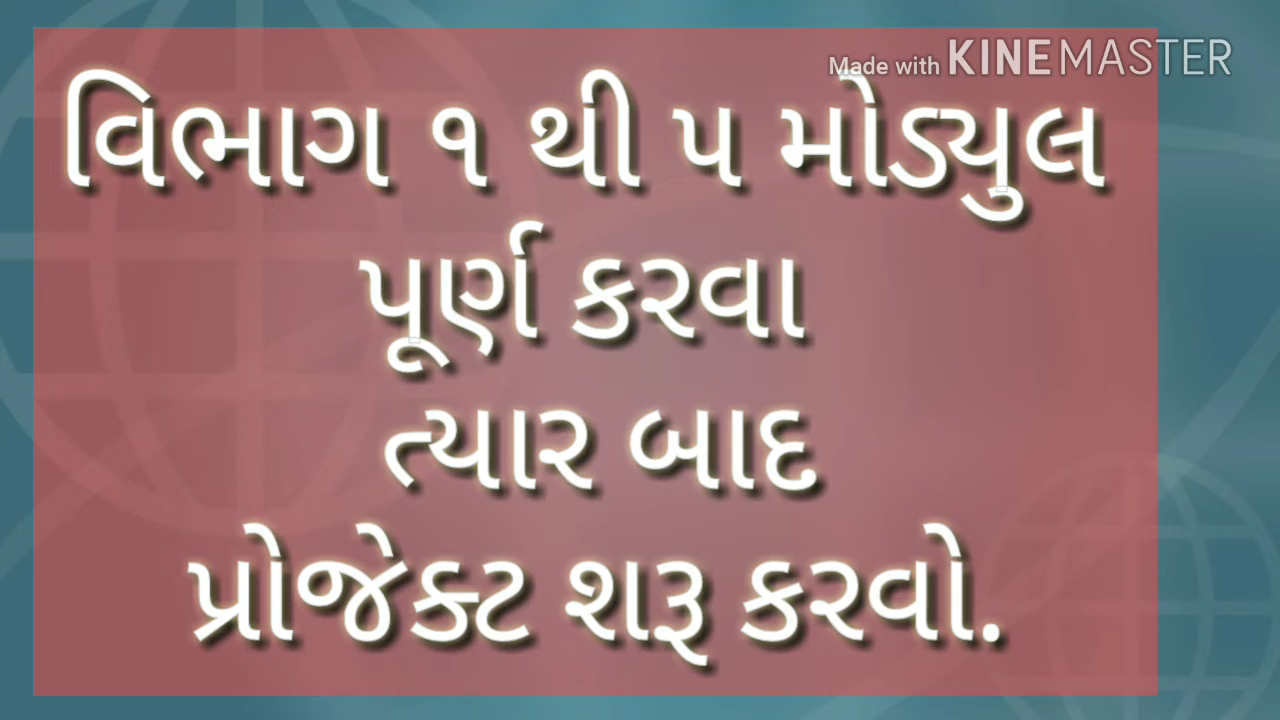 Made with KINEMASTER
વિભાગ ૧ થી ૫ મોડ્યુલ
પૂર્ણ કરવા
ત્યાર બાદ
પ્રોજેક્ટ શરૂ કરવો.